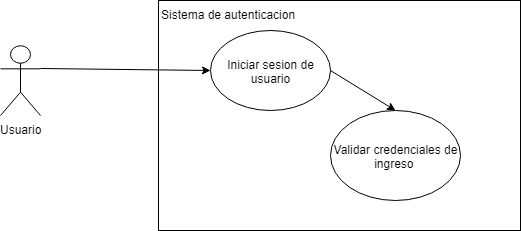 Sistema de autenticacion
Iniciar sesion de
usuario
Usuario
Validar credenciales de
ingreso